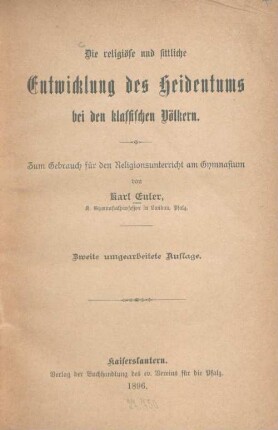 Die religiöse und sittliche
Entwicklung des Heidentums
bei den klassischen Völkern.
Zum Gebrauch für den Religionsunterricht am Gymnasium
von
Karl Euler,
K. Gymnasialprofessor in Landau, Pfalz.
Zweite umgearbeitete Auflage.
Kaiserslautern.
Verlag der Buchhandlung des ev. Vereins für die Pfalz.
1896.